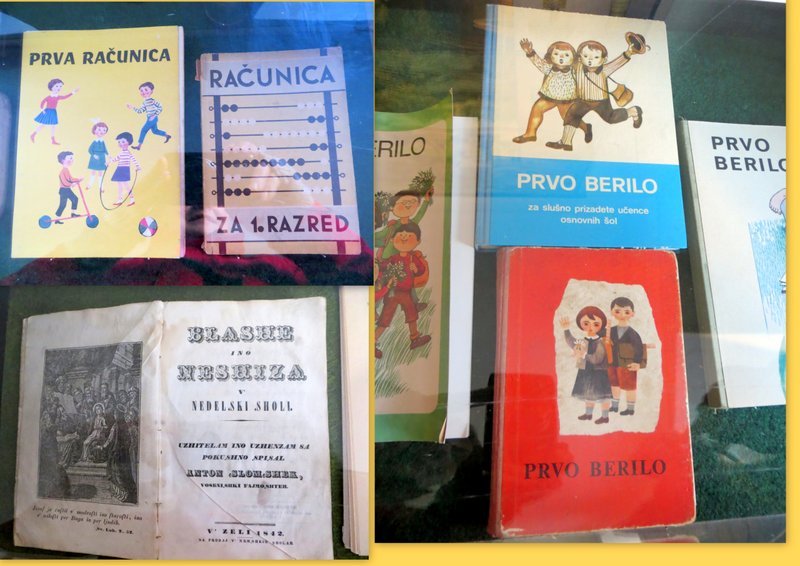 PRVA RAČUNICA
RAČUNICA
ZA 1. RAZRED
BLASHE
INO
NESHIZA
V
NEDELSKI SHOLI.
UZHITELAM INO UZHENZAM SA
POKUSHNO SPISAL
ANTON SLOMSHEK,
V' ZELI 1842.
ERILO
PRVO BERILO
za slušno prizadete učence
osnovnih šol
PRVO
BERILO
PRVO BERILO